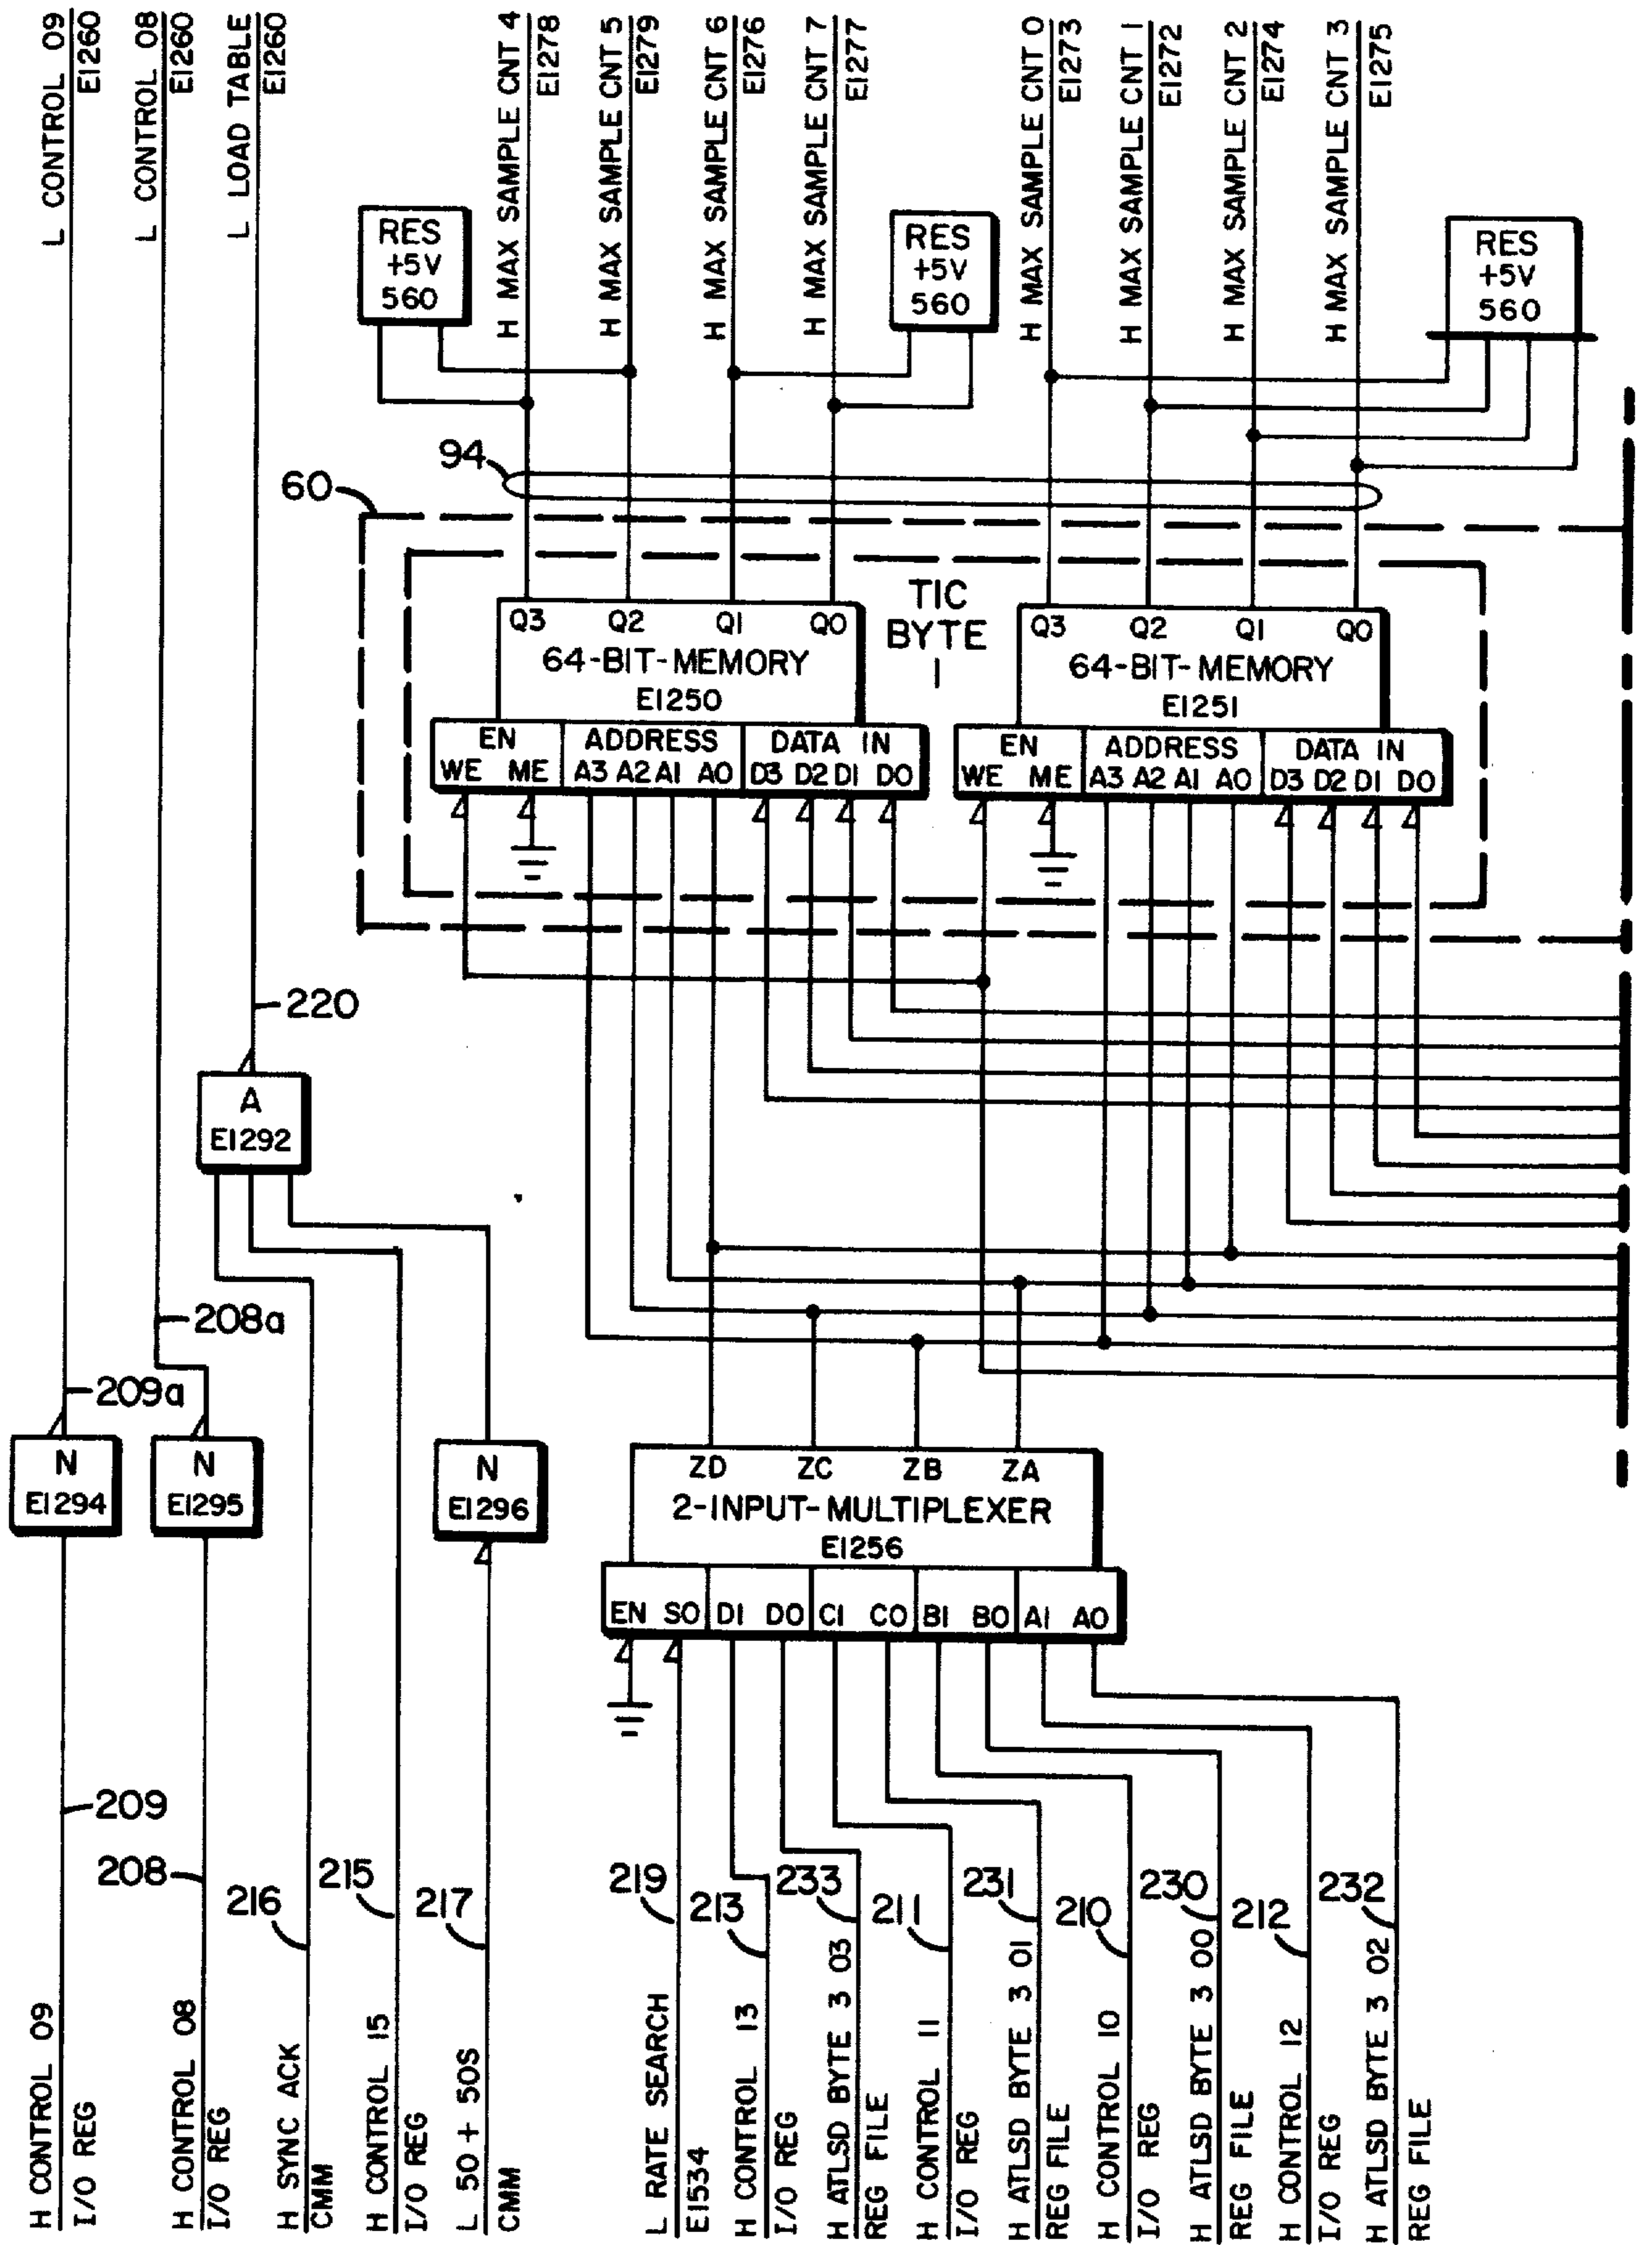 L CONTROL 09
E1260
L CONTROL 08
E1260
L LOAD TABLE
E1260
H MAX SAMPLE CNT 4
E1278
H MAX SAMPLE CNT 5
E1279
H MAX SAMPLE CNT 6
E1276
H MAX SAMPLE CNT 7
E1277
H MAX SAMPLE CNT 0
E1273
H MAX SAMPLE CNT 1
E1272
H MAX SAMPLE CNT 2
E1274
H MAX SAMPLE CNT 3
E1275
RES
+5V
560
RES
+5V
560
RES
+5V
560
94
60
TIC
BYTE
1
Q3 Q2 Q1 Q0
64-BIT-MEMORY
E1250
EN ADDRESS DATA IN
WE ME A3 A2 A1 A0 D3 D2 D1 D0
Q3 Q2 Q1 Q0
64-BIT-MEMORY
E1251
EN ADDRESS DATA IN
WE ME A3 A2 A1 A0 D3 D2 D1 D0
220
A
E1292
208a
209a
N
E1294
N
E1295
N
E1296
ZD ZC ZB ZA
2-INPUT-MULTIPLEXER
E1256
EN S0 D1 D0 C1 C0 B1 B0 A1 A0
209
208
216
215
217
219
213
233
211
231
210
230
212
232
H CONTROL 09
I/O REG
H CONTROL 08
I/O REG
H SYNC ACK
CMM
H CONTROL 15
I/O REG
L 50 + 50S
CMM
L RATE SEARCH
E1534
H CONTROL 13
I/O REG
H ATLSD BYTE 3 03
REG FILE
H CONTROL 11
I/O REG
H ATLSD BYTE 3 01
REG FILE
H CONTROL 10
I/O REG
H ATLSD BYTE 3 00
REG FILE
H CONTROL 12
I/O REG
H ATLSD BYTE 3 02
REG FILE